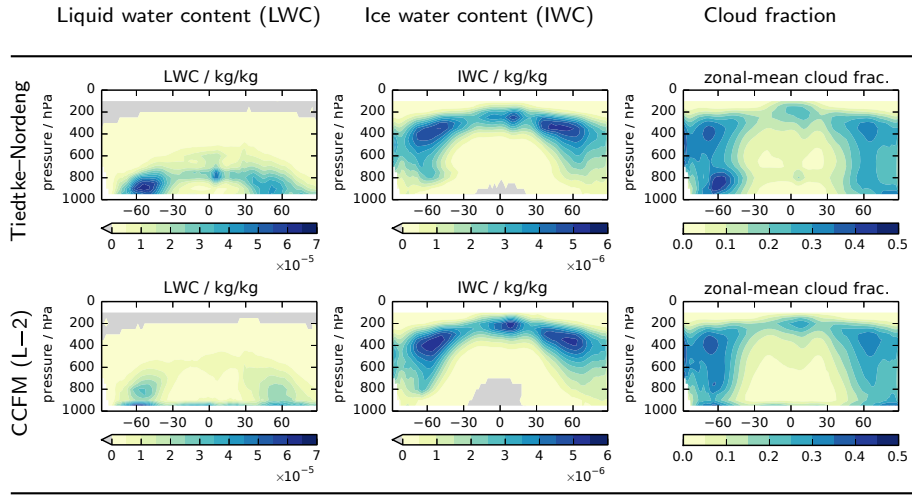 Liquid water content (LWC) Ice water content (IWC) Cloud fraction
Tiedtke–Nordeng
LWC / kg/kg IWC / kg/kg zonal-mean cloud frac.
pressure / hPa pressure / hPa pressure / hPa
0 0 0
200 200 200
400 400 400
600 600 600
800 800 800
1000 1000 1000
−60 −30 0 30 60 −60 −30 0 30 60 −60 −30 0 30 60
0 1 2 3 4 5 6 7 0 1 2 3 4 5 6 0.0 0.1 0.2 0.3 0.4 0.5
×10⁻⁵ ×10⁻⁶
CCFM (L−2)
LWC / kg/kg IWC / kg/kg zonal-mean cloud frac.
pressure / hPa pressure / hPa pressure / hPa
0 0 0
200 200 200
400 400 400
600 600 600
800 800 800
1000 1000 1000
−60 −30 0 30 60 −60 −30 0 30 60 −60 −30 0 30 60
0 1 2 3 4 5 6 7 0 1 2 3 4 5 6 0.0 0.1 0.2 0.3 0.4 0.5
×10⁻⁵ ×10⁻⁶